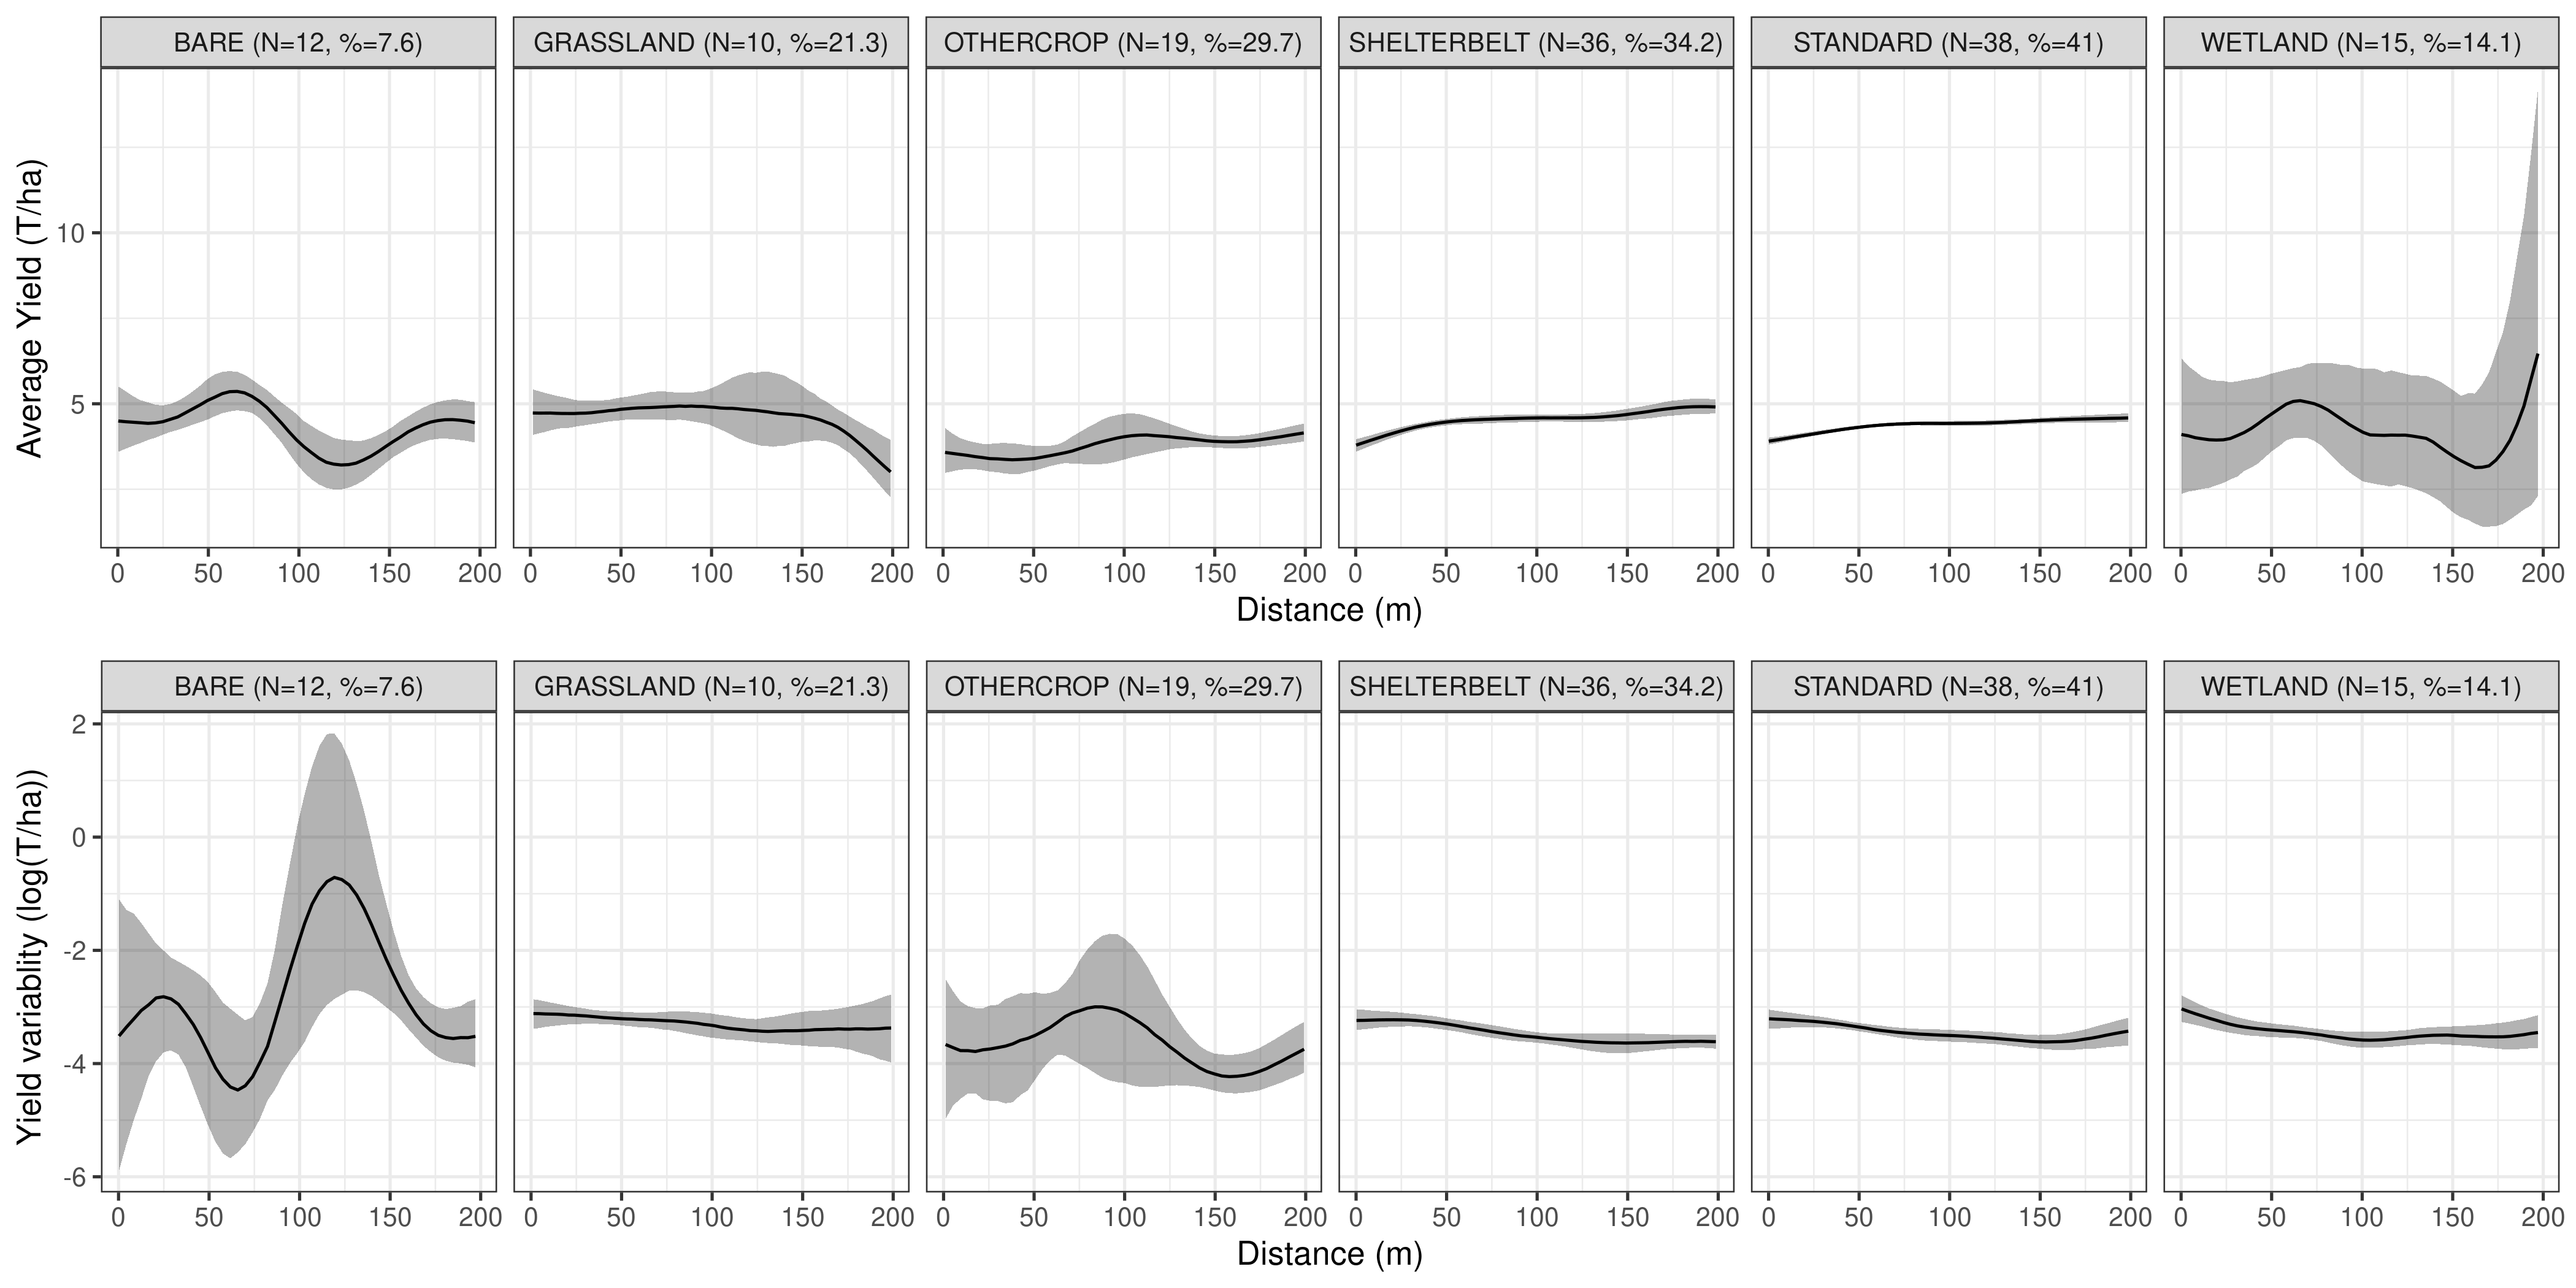 BARE (N=12, %=7.6) GRASSLAND (N=10, %=21.3) OTHERCROP (N=19, %=29.7) SHELTERBELT (N=36, %=34.2) STANDARD (N=38, %=41) WETLAND (N=15, %=14.1)
Average Yield (T/ha)
10
5
0 50 100 150 200 0 50 100 150 200 0 50 100 150 200 0 50 100 150 200 0 50 100 150 200 0 50 100 150 200
Distance (m)
BARE (N=12, %=7.6) GRASSLAND (N=10, %=21.3) OTHERCROP (N=19, %=29.7) SHELTERBELT (N=36, %=34.2) STANDARD (N=38, %=41) WETLAND (N=15, %=14.1)
Yield variablity (log(T/ha))
2
0
-2
-4
-6
0 50 100 150 200 0 50 100 150 200 0 50 100 150 200 0 50 100 150 200 0 50 100 150 200 0 50 100 150 200
Distance (m)